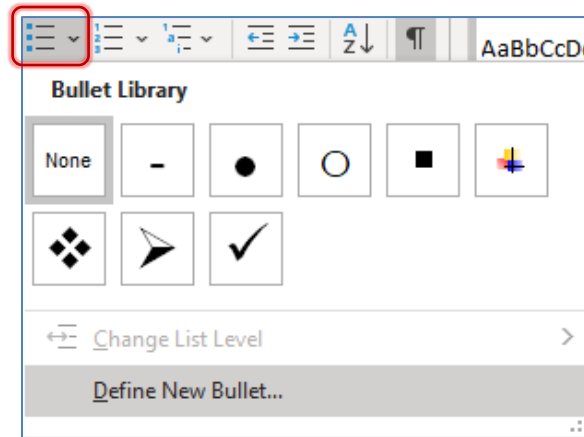 AaBbCcDd
Bullet Library
None
Change List Level
Define New Bullet...